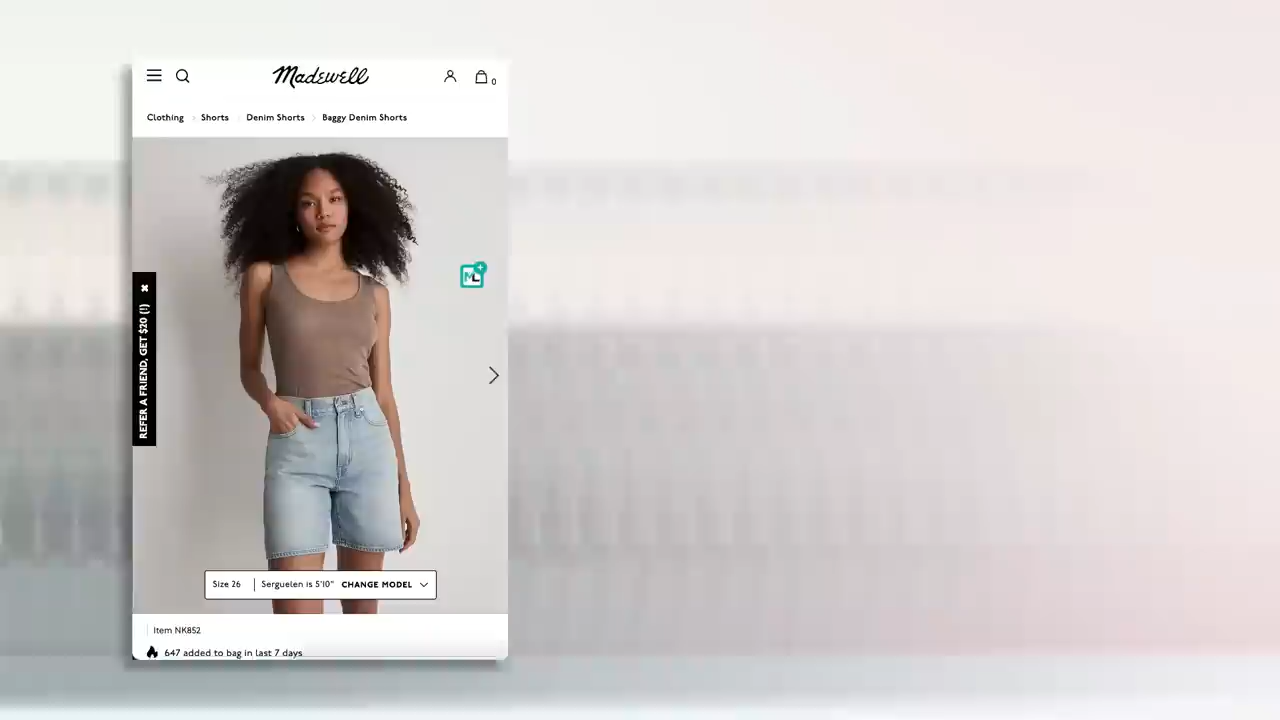 Madewell
0
Clothing > Shorts > Denim Shorts > Baggy Denim Shorts
ML+
REFER A FRIEND, GET $20 (!) ✖
Size 26 | Serguelen is 5'10" CHANGE MODEL
Item NK852
647 added to bag in last 7 days